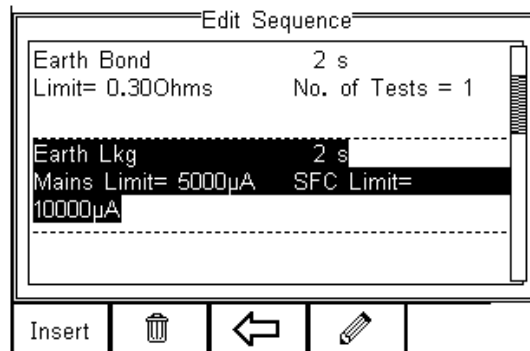 Edit Sequence
Earth Bond 2 s
Limit= 0.30Ohms No. of Tests = 1
Earth Lkg 2 s
Mains Limit= 5000µA SFC Limit=
10000µA
Insert